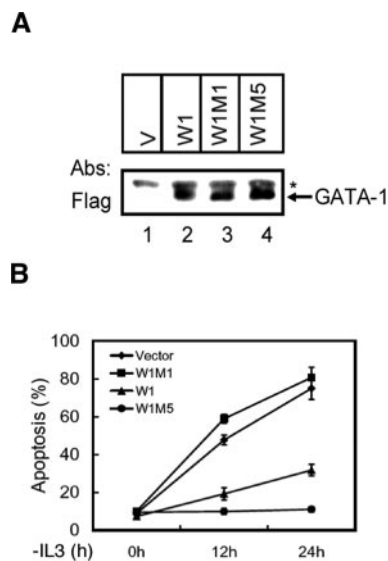 A
V
W1
W1M1
W1M5
Abs:
Flag
*
GATA-1
1 2 3 4
B
100
80
60
40
20
0
Apoptosis (%)
Vector
W1M1
W1
W1M5
-IL3 (h) 0h 12h 24h